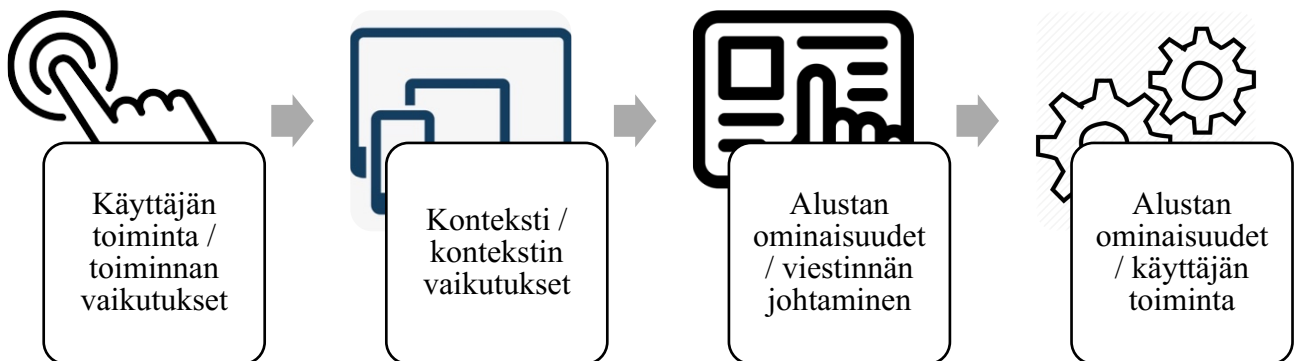 Käyttäjän
toiminta /
toiminnan
vaikutukset
Konteksti /
kontekstin
vaikutukset
Alustan
ominaisuudet
/ viestinnän
johtaminen
Alustan
ominaisuudet
/ käyttäjän
toiminta